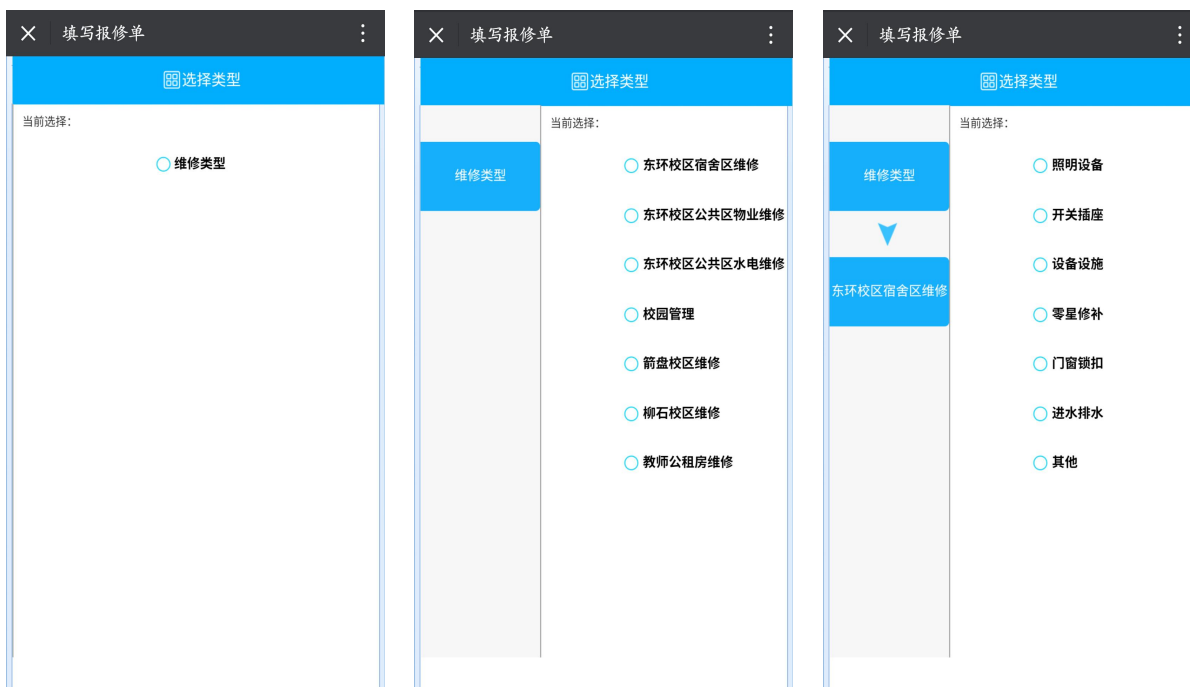 填写报修单
选择类型
当前选择:
维修类型
填写报修单
选择类型
当前选择:
维修类型
东环校区宿舍区维修
东环校区公共区物业维修
东环校区公共区水电维修
校园管理
箭盘校区维修
柳石校区维修
教师公租房维修
填写报修单
选择类型
当前选择:
维修类型
东环校区宿舍区维修
照明设备
开关插座
设备设施
零星修补
门窗锁扣
进水排水
其他